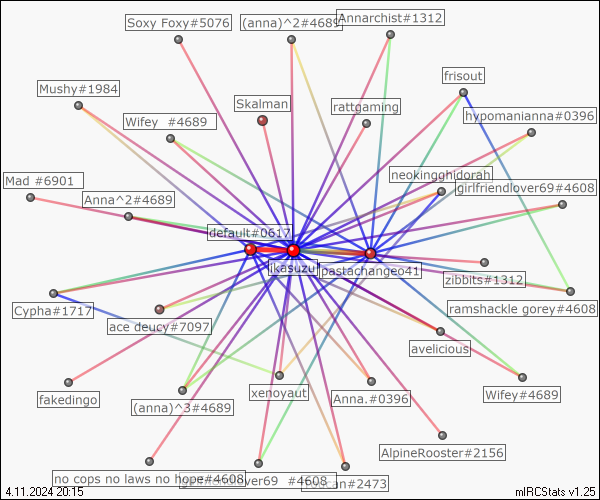 Soxy Foxy#5076
(anna)^2#4689
Annarchist#1312
frisout
Mushy#1984
Skalman
rattgaming
hypomanianna#0396
Wifey  #4689
neokingghidorah
Mad #6901
Anna^2#4689
girlfriendlover69#4608
default#0617
ikasuzu
pastachangeo41
zibbits#1312
Cypha#1717
ace deucy#7097
ramshackle gorey#4608
avelicious
fakedingo
(anna)^3#4689
xenoyaut
Anna.#0396
Wifey#4689
AlpineRooster#2156
no cops no laws no hope#4608
69  #4608
#2473
4.11.2024 20:15
mIRCStats v1.25